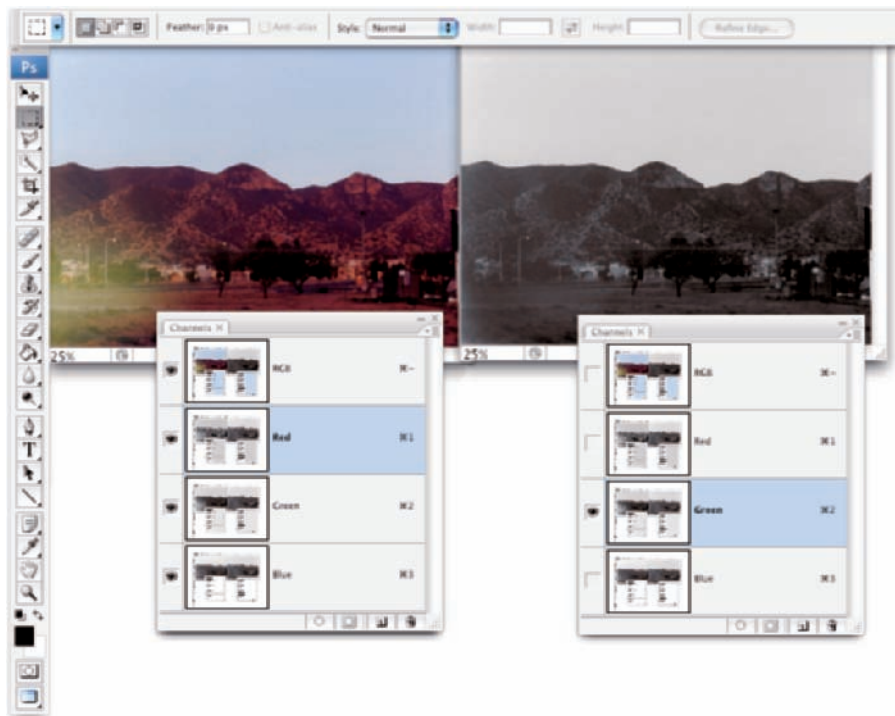 Feather: 0 px Anti-alias Style: Normal Width: Height: Refine Edge...
Ps
25%
25%
Channels X
RGB ⌘~
Red ⌘1
Green ⌘2
Blue ⌘3
Channels X
RGB ⌘~
Red ⌘1
Green ⌘2
Blue ⌘3